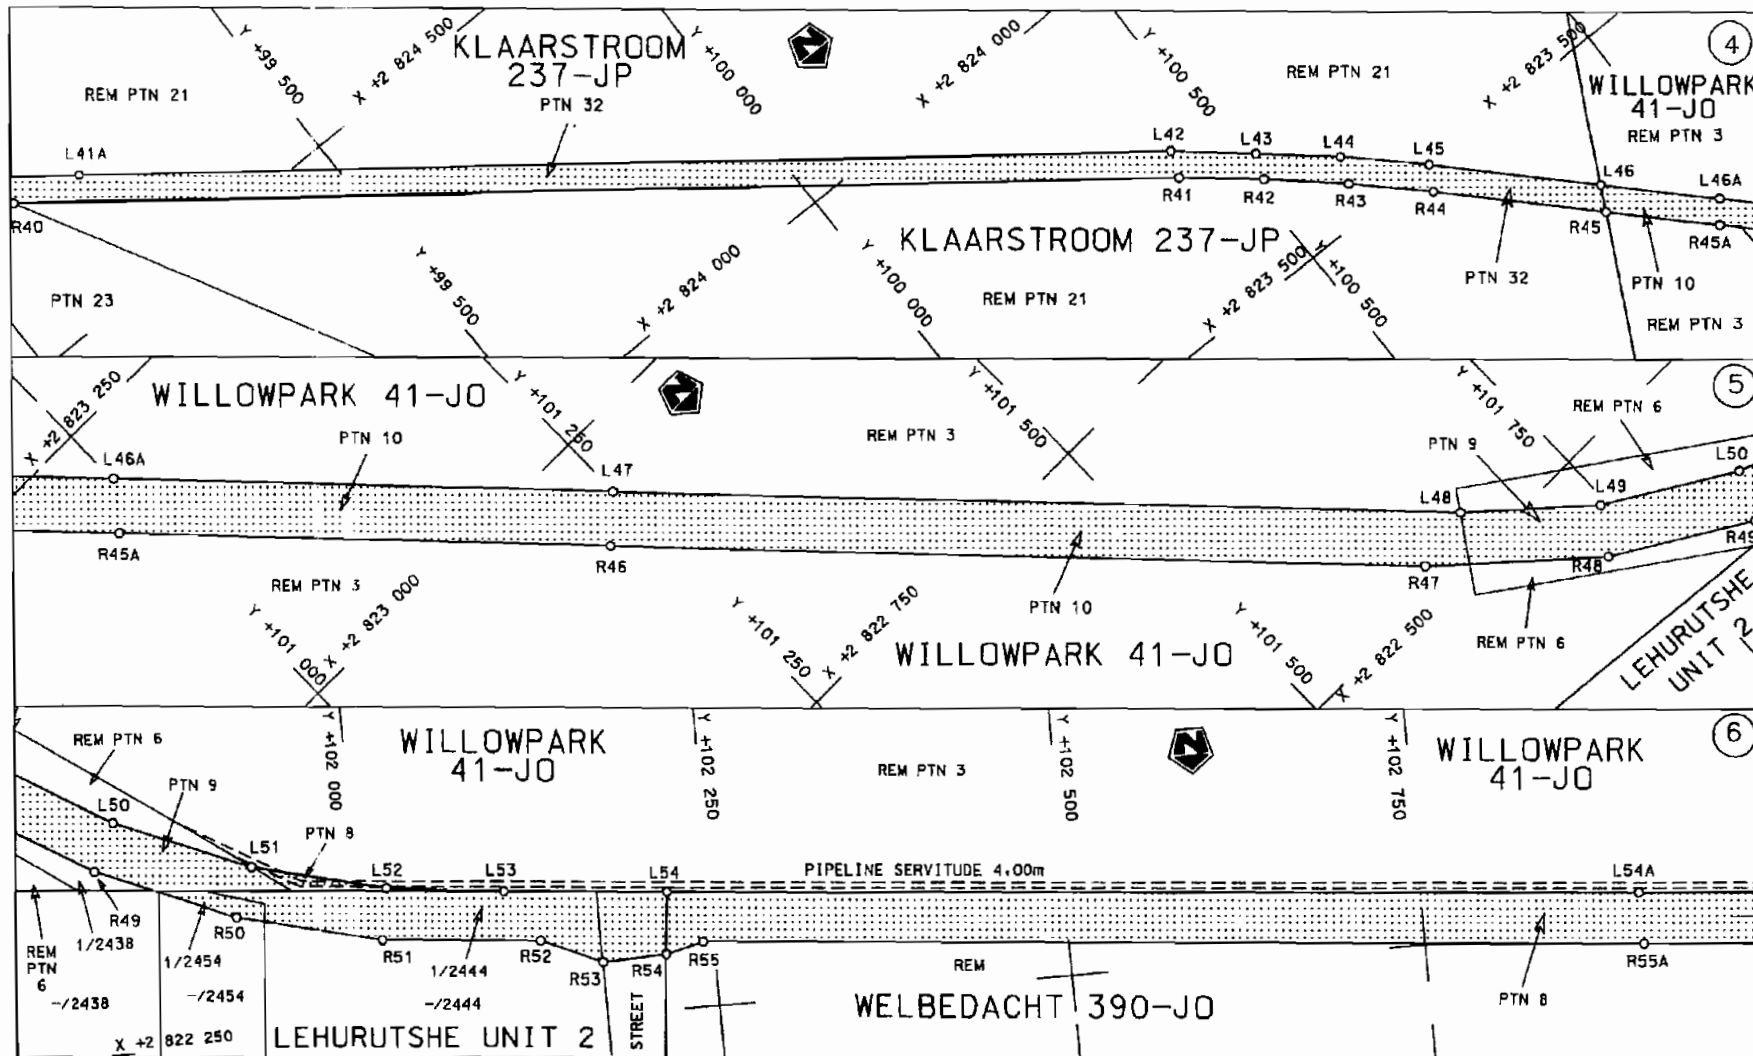 KLAARSTROOM
237-JP
PTN 32
REM PTN 21
Y +99 500
X +2 824 500
Y +100 000
X +2 824 000
Y +100 500
REM PTN 21
X +2 823 500
4
WILLOWPARK
41-JO
REM PTN 3
L41A
L42
L43
L44
L45
L46
L46A
R40
R41
R42
R43
R44
R45
R45A
PTN 23
Y +99 500
X +2 824 000
Y +100 000
KLAARSTROOM 237-JP
REM PTN 21
X +2 823 500
Y +100 500
PTN 32
PTN 10
REM PTN 3
X +2 823 250
WILLOWPARK 41-JO
PTN 10
Y +101 250
REM PTN 3
Y +101 500
Y +101 750
REM PTN 6
5
PTN 9
L46A
L47
L48
L49
L50
R45A
R46
R47
R48
R49
REM PTN 3
Y +101 000
X +2 823 000
Y +101 250
X +2 822 750
PTN 10
WILLOWPARK 41-JO
Y +101 500
X +2 822 500
REM PTN 6
LEHURUTSHE
UNIT 2
REM PTN 6
Y +102 000
WILLOWPARK
41-JO
Y +102 250
REM PTN 3
Y +102 500
Y +102 750
WILLOWPARK
41-JO
6
PTN 9
PTN 8
L50
L51
L52
L53
L54
PIPELINE SERVITUDE 4.00m
L54A
R49
R50
R51
R52
R53
R54
R55
R55A
REM
PTN
6
1/2438
-/2438
1/2454
-/2454
1/2444
-/2444
REM
PTN 8
X +2 822 250
LEHURUTSHE UNIT 2
STREET
WELBEDACHT 390-JO